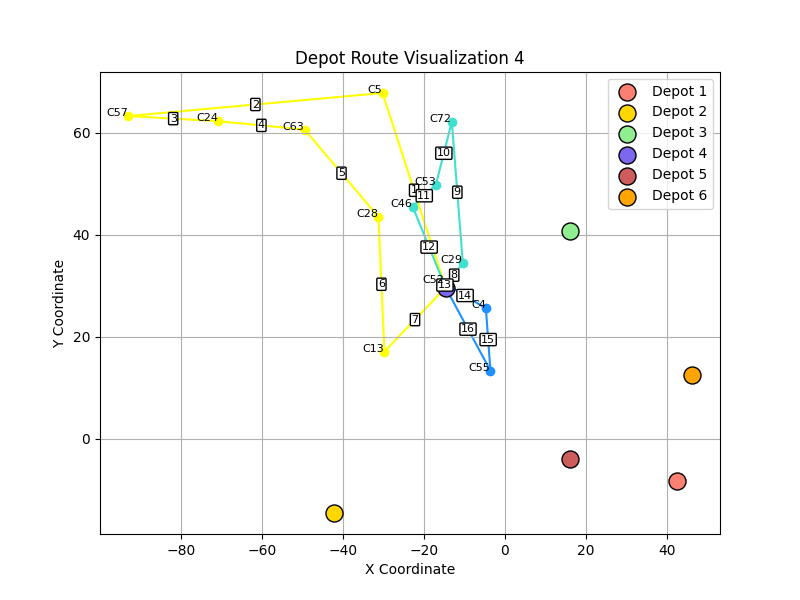 Depot Route Visualization 4
Depot 1
Depot 2
Depot 3
Depot 4
Depot 5
Depot 6
C5
C57
3
C24
4
C63
2
C72
10
5
C53
11
9
C46
C28
12
C29
8
6
13
14
C4
7
16
15
C13
C55
60
40
20
0
Y Coordinate
−80
−60
−40
−20
0
20
40
X Coordinate